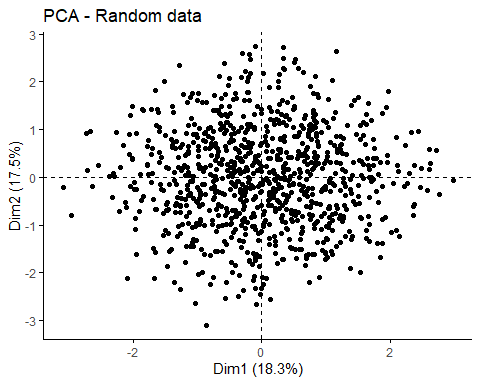 PCA - Random data
3
2
1
0
-1
-2
-3
Dim2 (17.5%)
-2 0 2
Dim1 (18.3%)